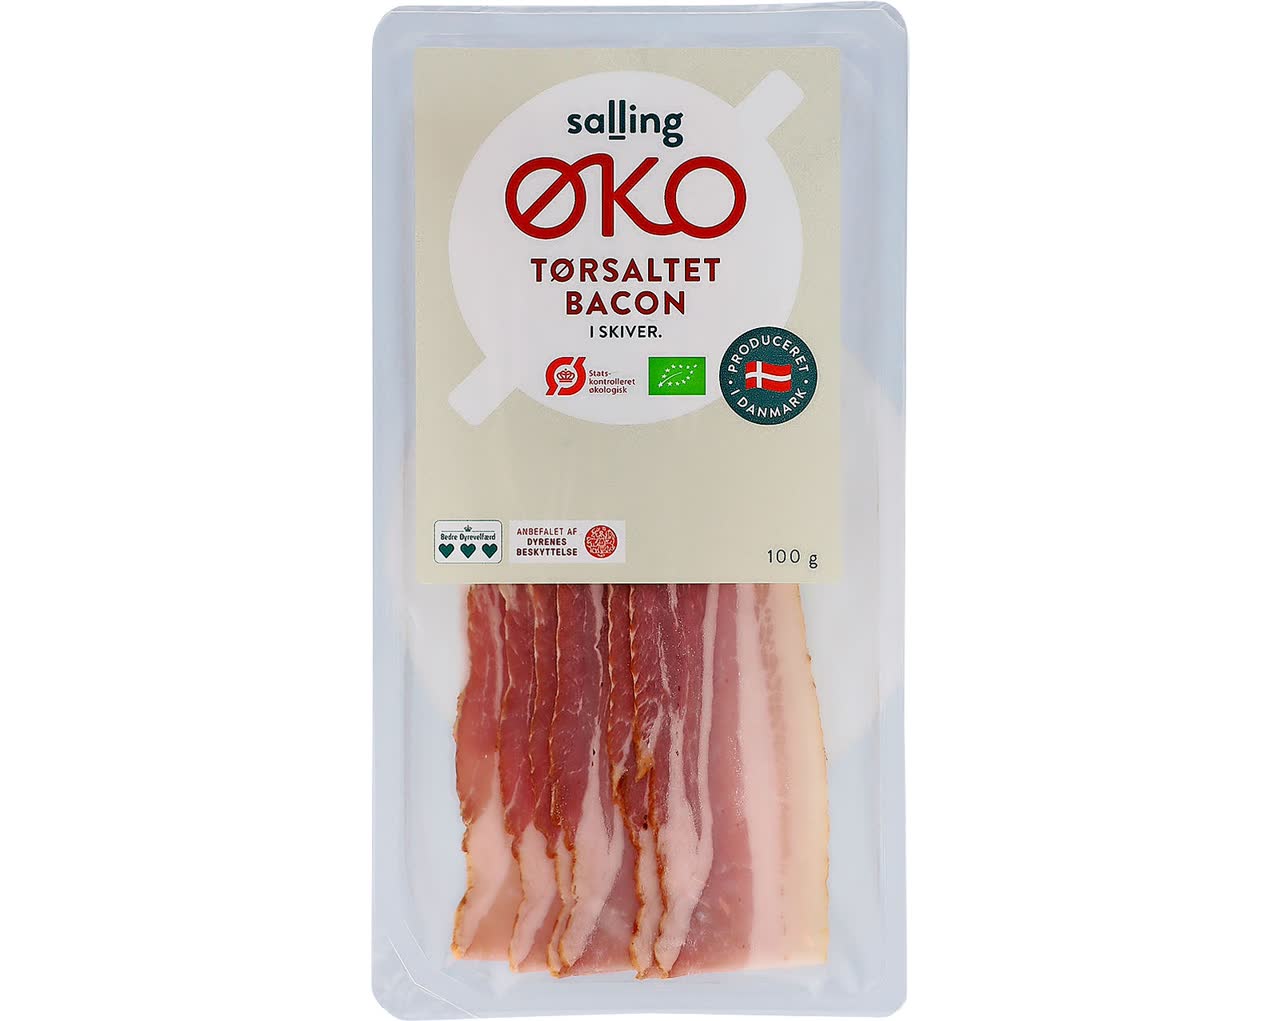 salling
ØKO
TØRSALTET
BACON
I SKIVER.
Stats-
kontrolleret
økologisk
PRODUCERET
I DANMARK
Bedre Dyrevelfærd
ANBEFALET AF
DYRENES
BESKYTTELSE
100 g